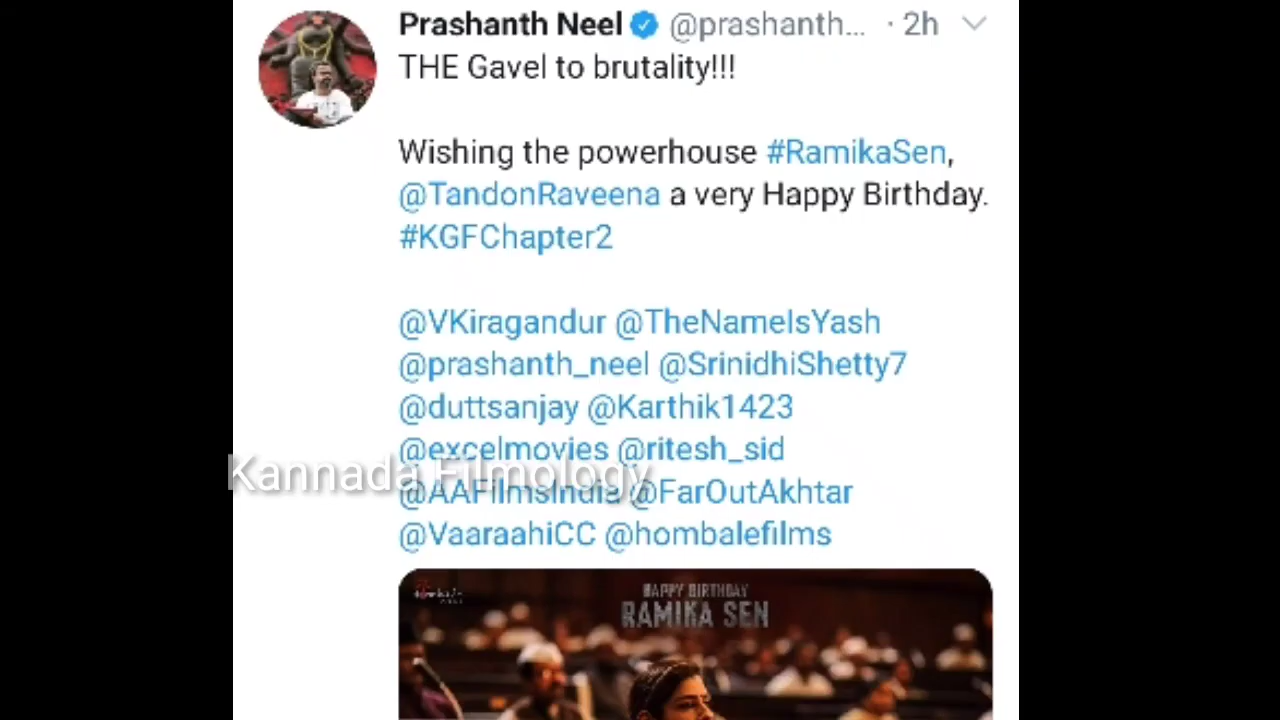 Prashanth Neel @prashanth... · 2h
THE Gavel to brutality!!!
Wishing the powerhouse #RamikaSen,
@TandonRaveena a very Happy Birthday.
#KGFChapter2
@VKiragandur @TheNameIsYash
@prashanth_neel @SrinidhiShetty7
@duttsanjay @Karthik1423
@excelmovies @ritesh_sid
Kannada Filmology
@AAFilmsIndia @FarOutAkhtar
@VaaraahiCC @hombalefilms
HAPPY BIRTHDAY
RAMIKA SEN